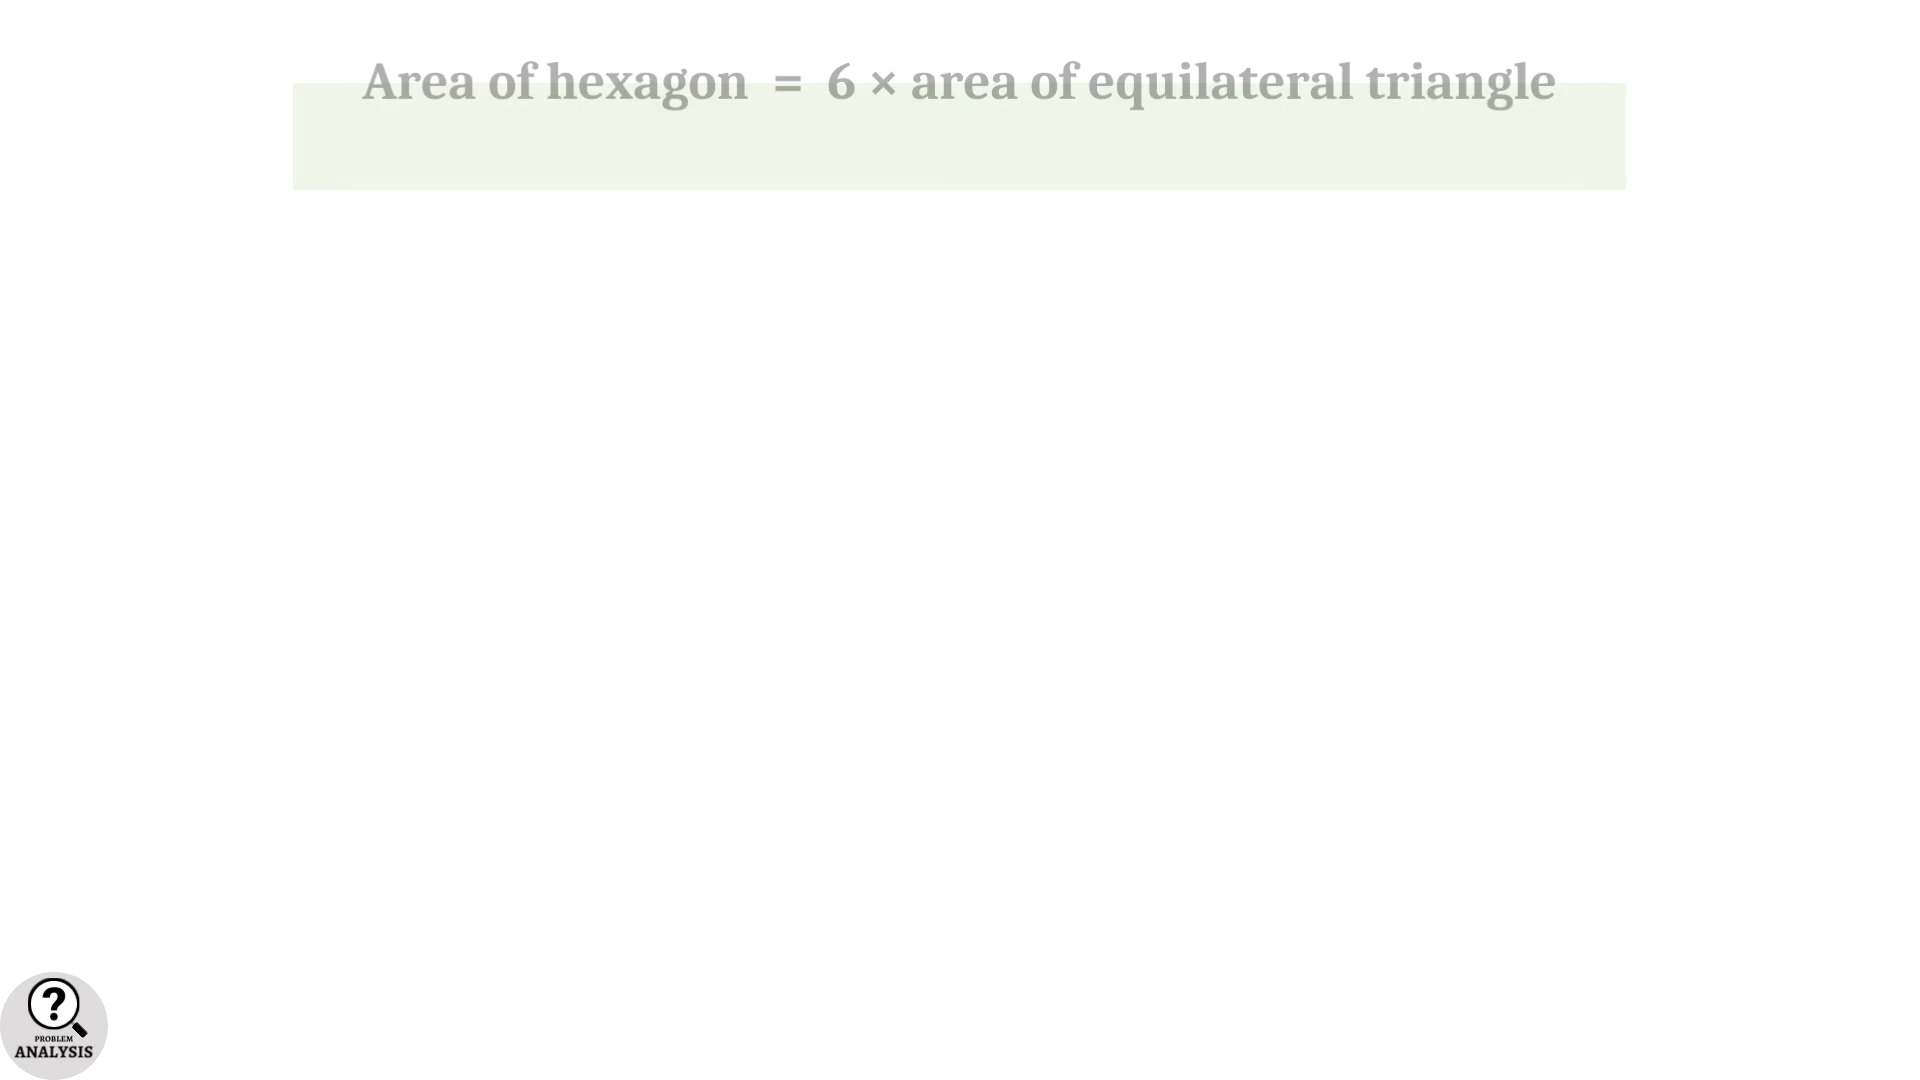 Area of hexagon = 6 × area of equilateral triangle
?
PROBLEM
ANALYSIS